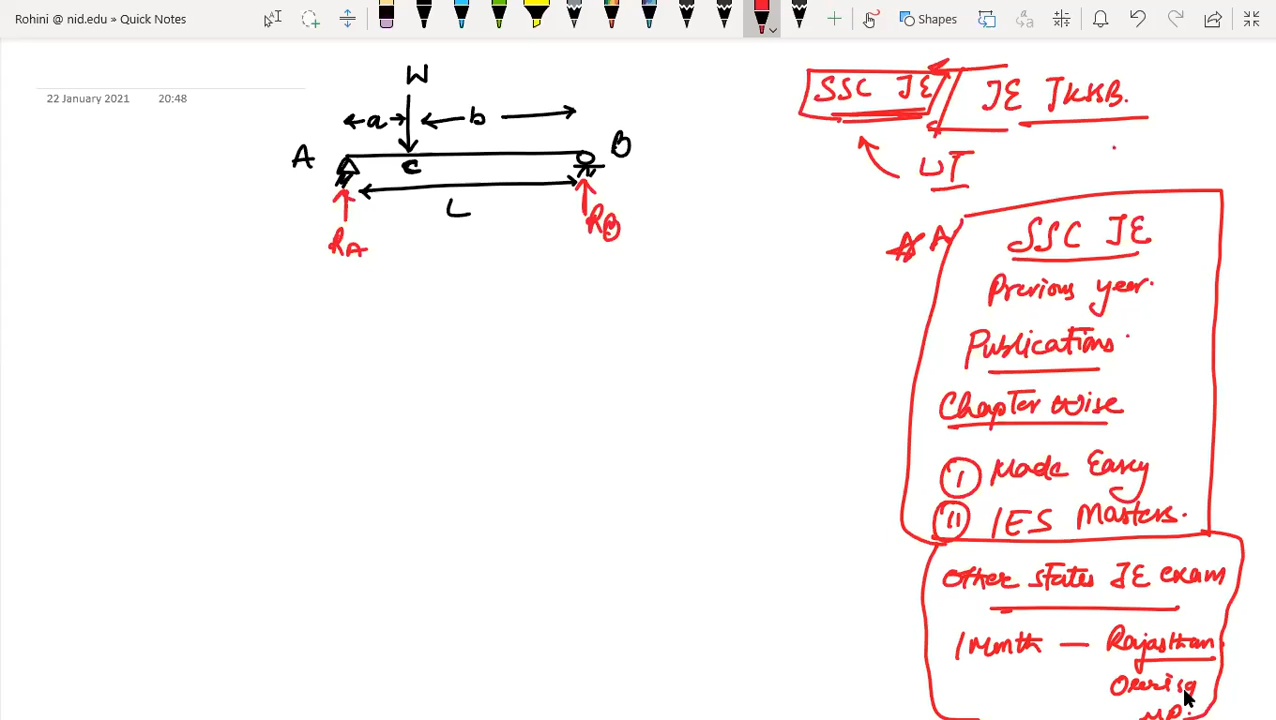 Rohini @ nid.edu » Quick Notes
Shapes
22 January 2021 20:48
W
a b
A B
C
L
RA
RB
SSC JE JE JKSSB.
UT
A
SSC JE
Previous year.
Publications
Chapter wise
I Made Easy
II IES Masters.
Other states JE exam
1 Month — Rajasthan
MP.